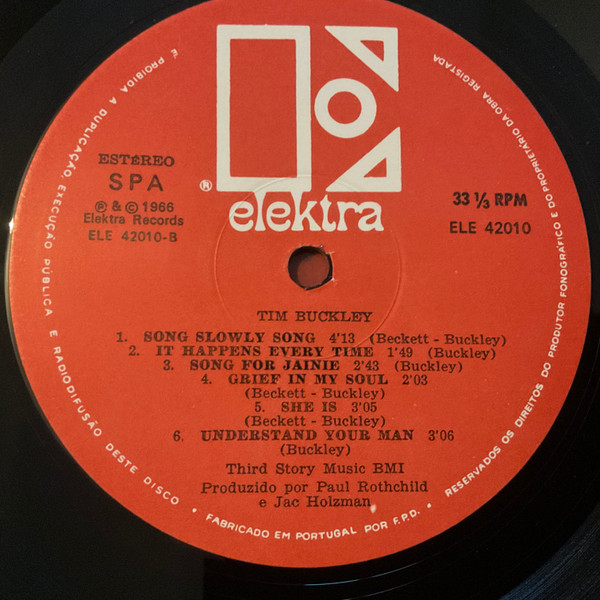 É PROIBIDA A DUPLICAÇÃO, EXECUÇÃO PÚBLICA E RADIODIFUSÃO DESTE DISCO • FABRICADO EM PORTUGAL POR F.P.D. • RESERVADOS OS DIREITOS DO PRODUTOR FONOGRÁFICO E DO PROPRIETÁRIO DA OBRA REGISTADA
ESTÉREO
SPA
℗ & © 1966
Elektra Records
ELE 42010-B
®
elektra
33 ⅓ RPM
ELE 42010
TIM BUCKLEY
1. SONG SLOWLY SONG 4'13 (Beckett - Buckley)
2. IT HAPPENS EVERY TIME 1'49 (Buckley)
3. SONG FOR JAINIE 2'43 (Buckley)
4. GRIEF IN MY SOUL 2'03
(Beckett - Buckley)
5. SHE IS 3'05
(Beckett - Buckley)
6. UNDERSTAND YOUR MAN 3'06
(Buckley)
Third Story Music BMI
Produzido por Paul Rothchild
e Jac Holzman